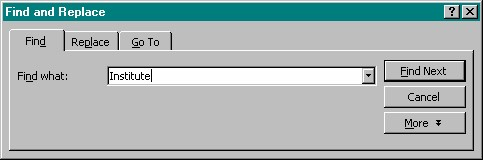 Find and Replace
Find Replace Go To
Find what: Institute Find Next
Cancel
More